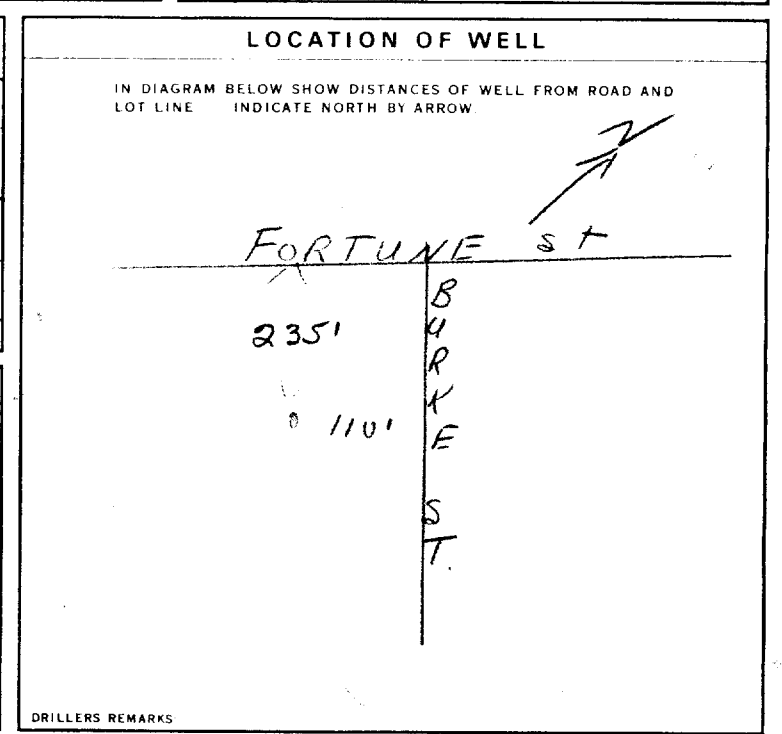 LOCATION OF WELL
IN DIAGRAM BELOW SHOW DISTANCES OF WELL FROM ROAD AND
LOT LINE INDICATE NORTH BY ARROW.
N
FORTUNE St
BURKE ST.
235'
110'
DRILLERS REMARKS